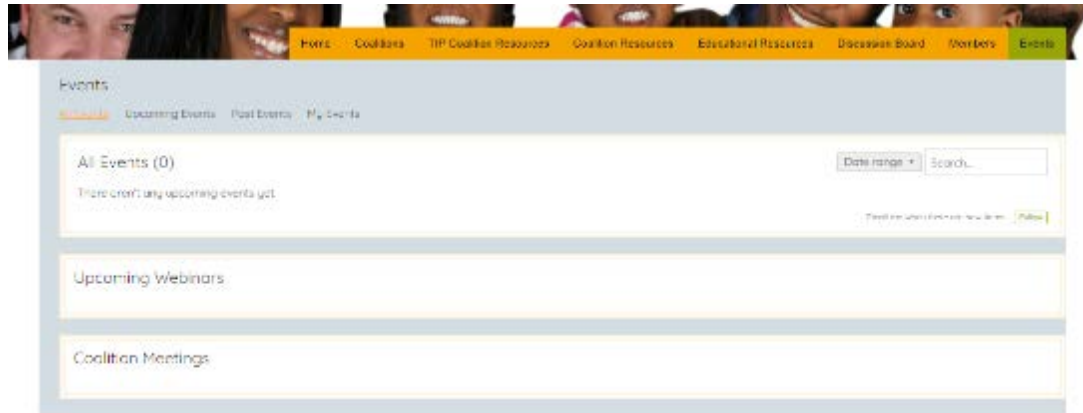 Home Coalitions TIP Coalition Resources Coalition Resources Educational Resources Discussion Board Members Events
Events
Upcoming Events Past Events My Events
All Events (0)
Date range Search...
There aren't any upcoming events yet
Follow
Upcoming Webinars
Coalition Meetings